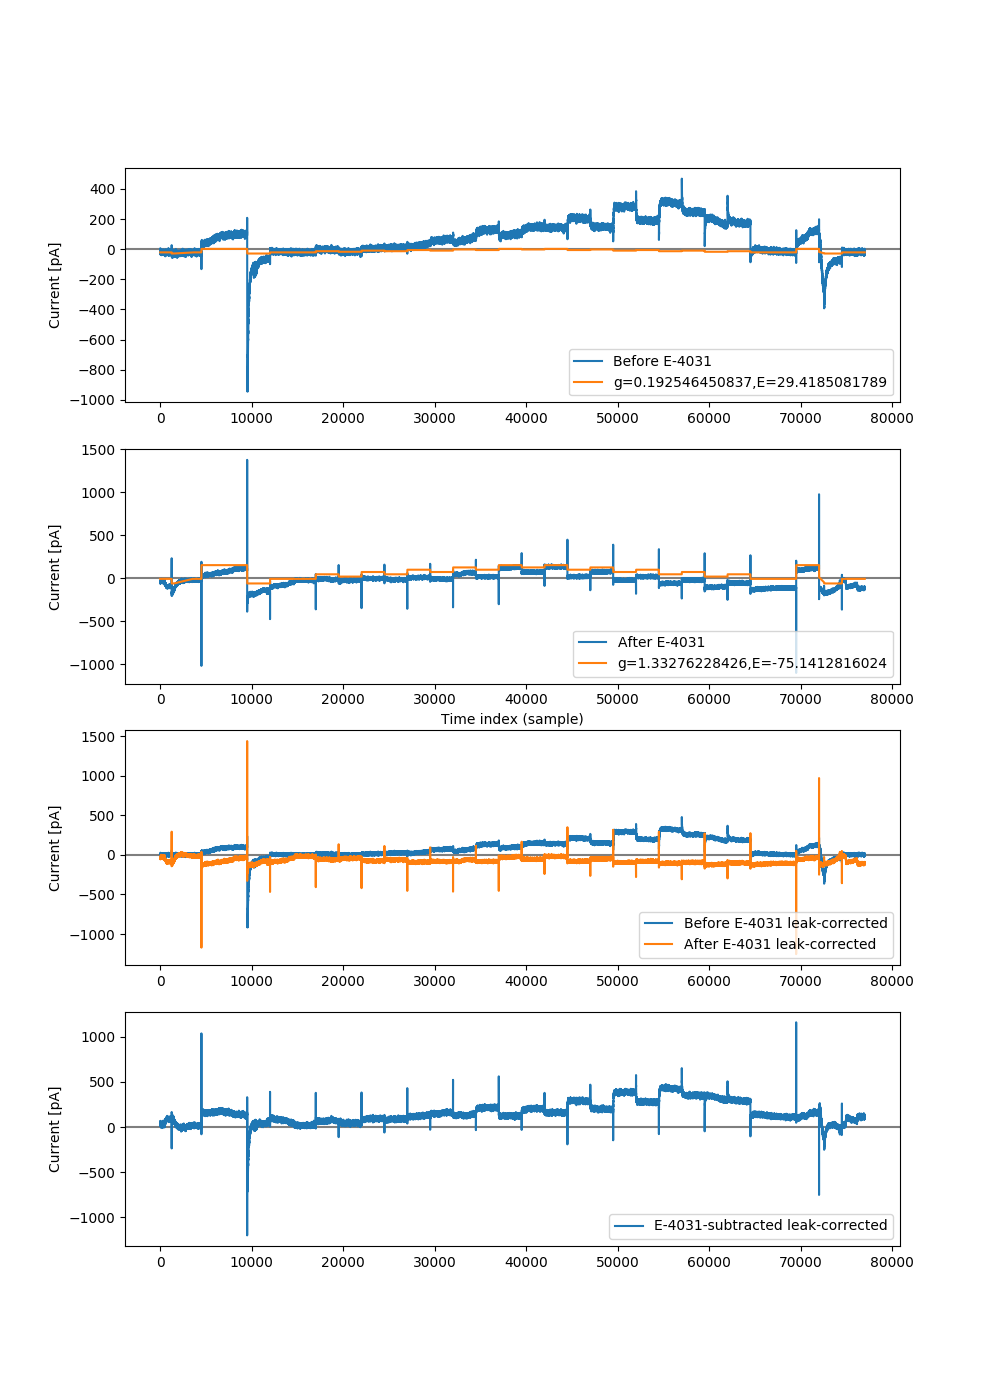 400
200
0
−200
−400
−600
−800
−1000
Current [pA]
Before E-4031
g=0.192546450837,E=29.4185081789
0 10000 20000 30000 40000 50000 60000 70000 80000
1500
1000
500
0
−500
−1000
Current [pA]
After E-4031
g=1.33276228426,E=-75.1412816024
0 10000 20000 30000 40000 50000 60000 70000 80000
Time index (sample)
1500
1000
500
0
−500
−1000
Current [pA]
Before E-4031 leak-corrected
After E-4031 leak-corrected
0 10000 20000 30000 40000 50000 60000 70000 80000
1000
500
0
−500
−1000
Current [pA]
E-4031-subtracted leak-corrected
0 10000 20000 30000 40000 50000 60000 70000 80000